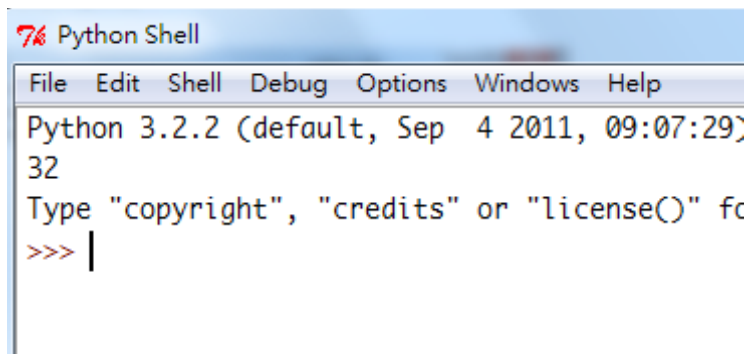 Python Shell
File Edit Shell Debug Options Windows Help
Python 3.2.2 (default, Sep  4 2011, 09:07:29)
32
Type "copyright", "credits" or "license()"
>>>